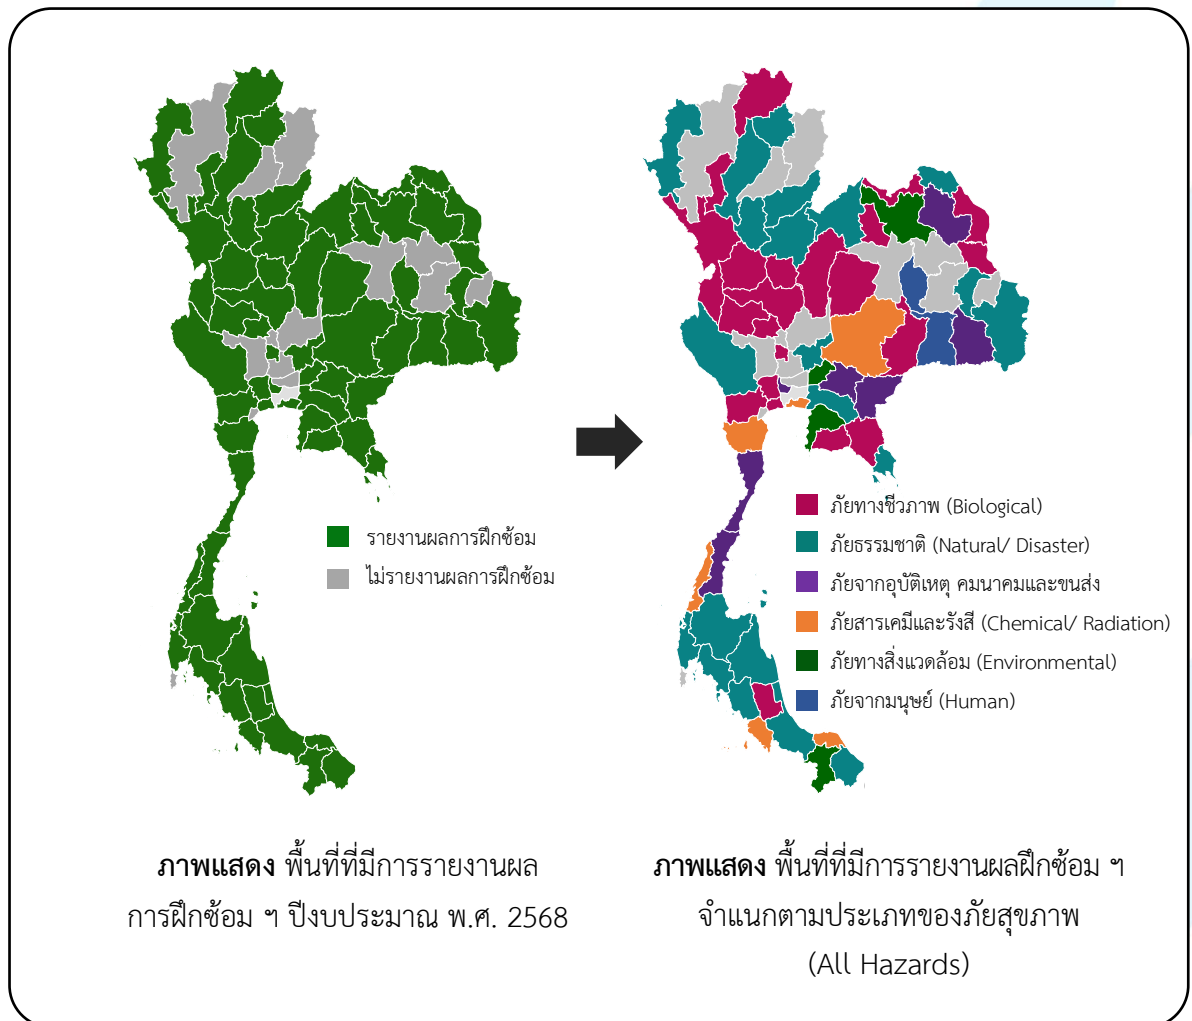 รายงานผลการฝึกซ้อม
ไม่รายงานผลการฝึกซ้อม
ภัยทางชีวภาพ (Biological)
ภัยธรรมชาติ (Natural/ Disaster)
ภัยจากอุบัติเหตุ คมนาคมและขนส่ง
ภัยสารเคมีและรังสี (Chemical/ Radiation)
ภัยทางสิ่งแวดล้อม (Environmental)
ภัยจากมนุษย์ (Human)
ภาพแสดง พื้นที่ที่มีการรายงานผล
การฝึกซ้อม ฯ ปีงบประมาณ พ.ศ. 2568
ภาพแสดง พื้นที่ที่มีการรายงานผลฝึกซ้อม ฯ
จำแนกตามประเภทของภัยสุขภาพ
(All Hazards)